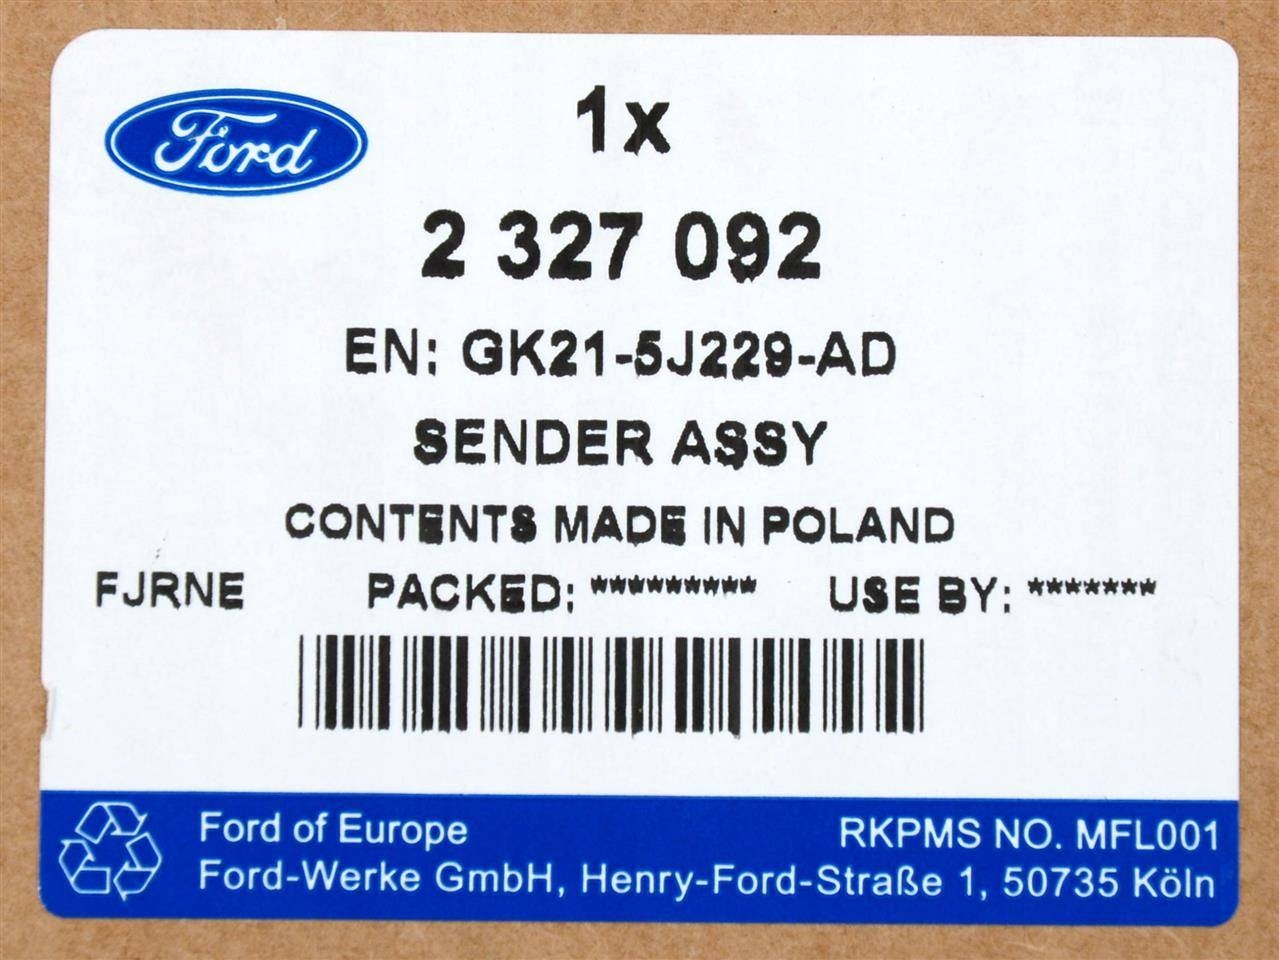 Ford
1x
2 327 092
EN: GK21-5J229-AD
SENDER ASSY
CONTENTS MADE IN POLAND
FJRNE PACKED: ********* USE BY: *******
Ford of Europe RKPMS NO. MFL001
Ford-Werke GmbH, Henry-Ford-Straße 1, 50735 Köln